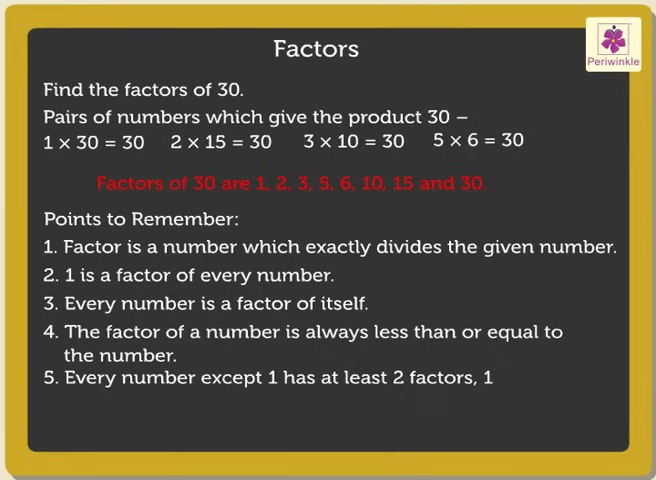 Factors
Periwinkle
Find the factors of 30.
Pairs of numbers which give the product 30 –
1 × 30 = 30 2 × 15 = 30 3 × 10 = 30 5 × 6 = 30
Factors of 30 are 1, 2, 3, 5, 6, 10, 15 and 30.
Points to Remember:
1. Factor is a number which exactly divides the given number.
2. 1 is a factor of every number.
3. Every number is a factor of itself.
4. The factor of a number is always less than or equal to
the number.
5. Every number except 1 has at least 2 factors, 1